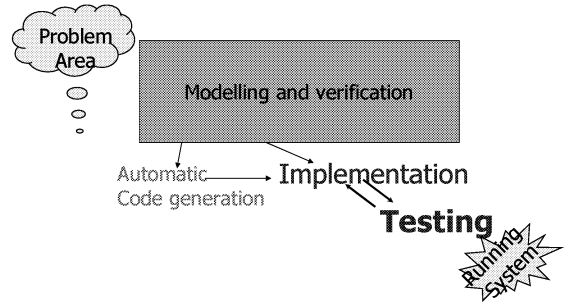 Problem
Area
Modelling and verification
Automatic
Code generation
Implementation
Testing
Running
System